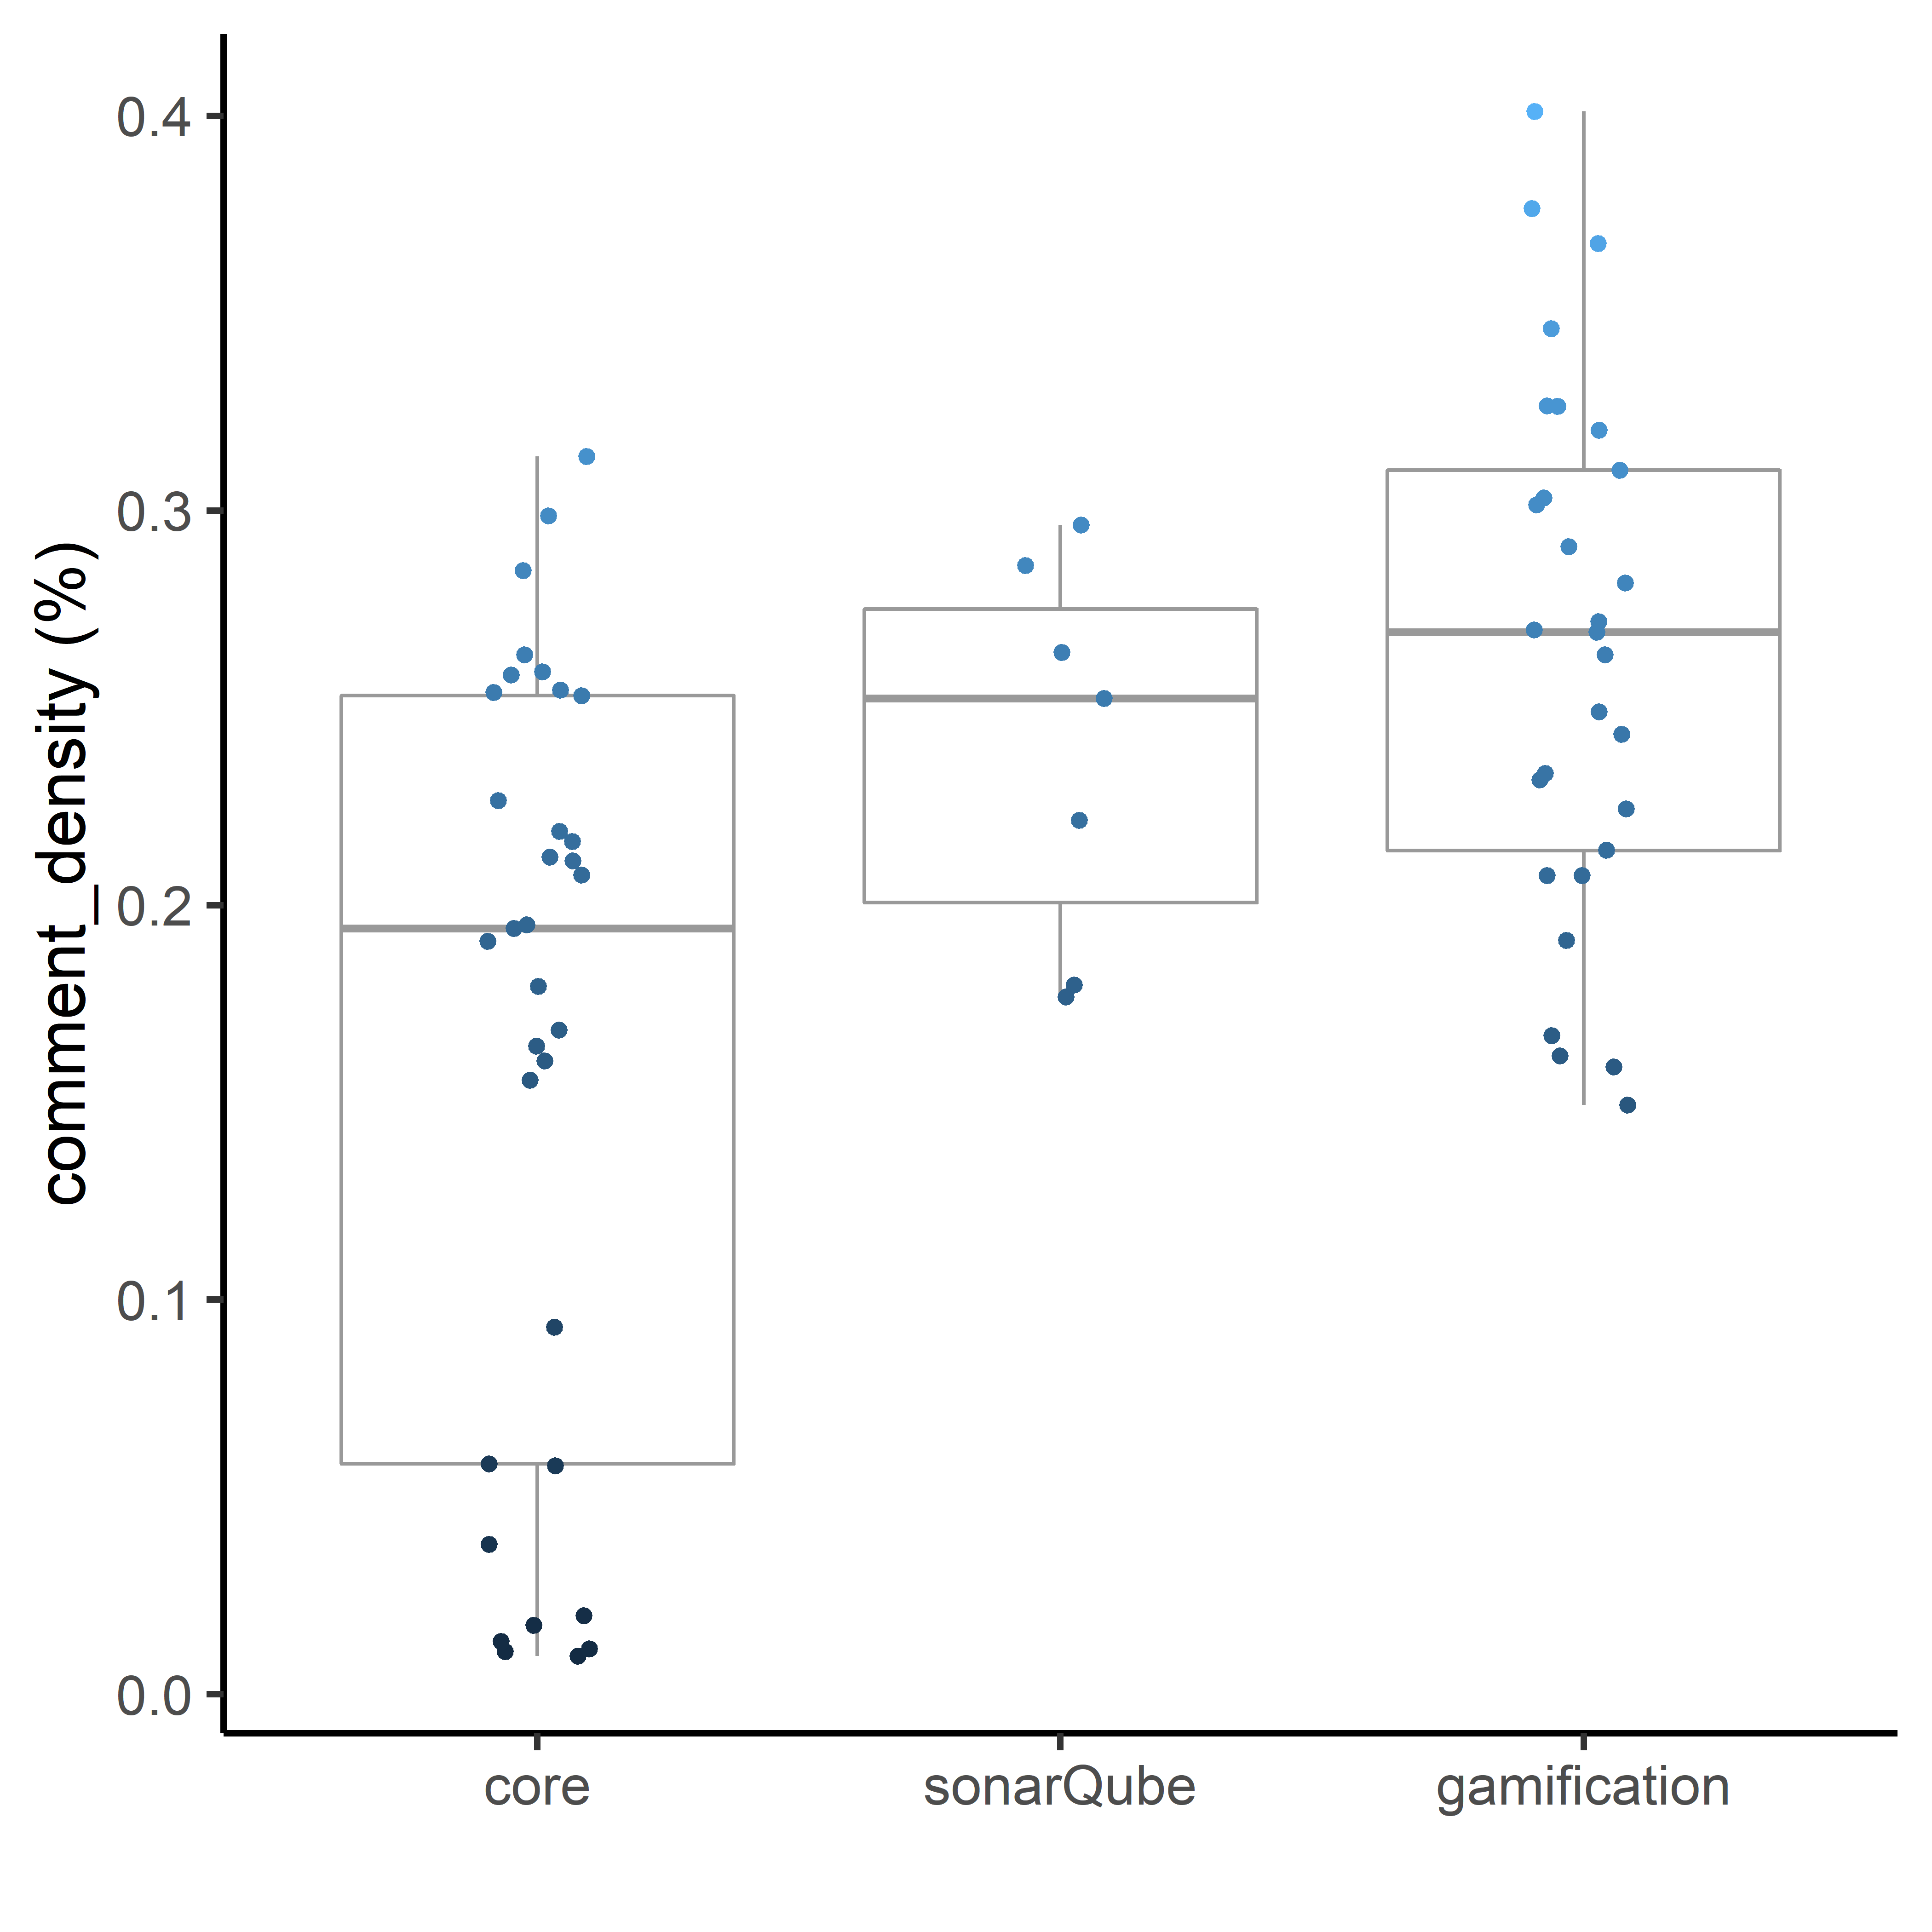 comment_density (%)
0.4
0.3
0.2
0.1
0.0
core
sonarQube
gamification